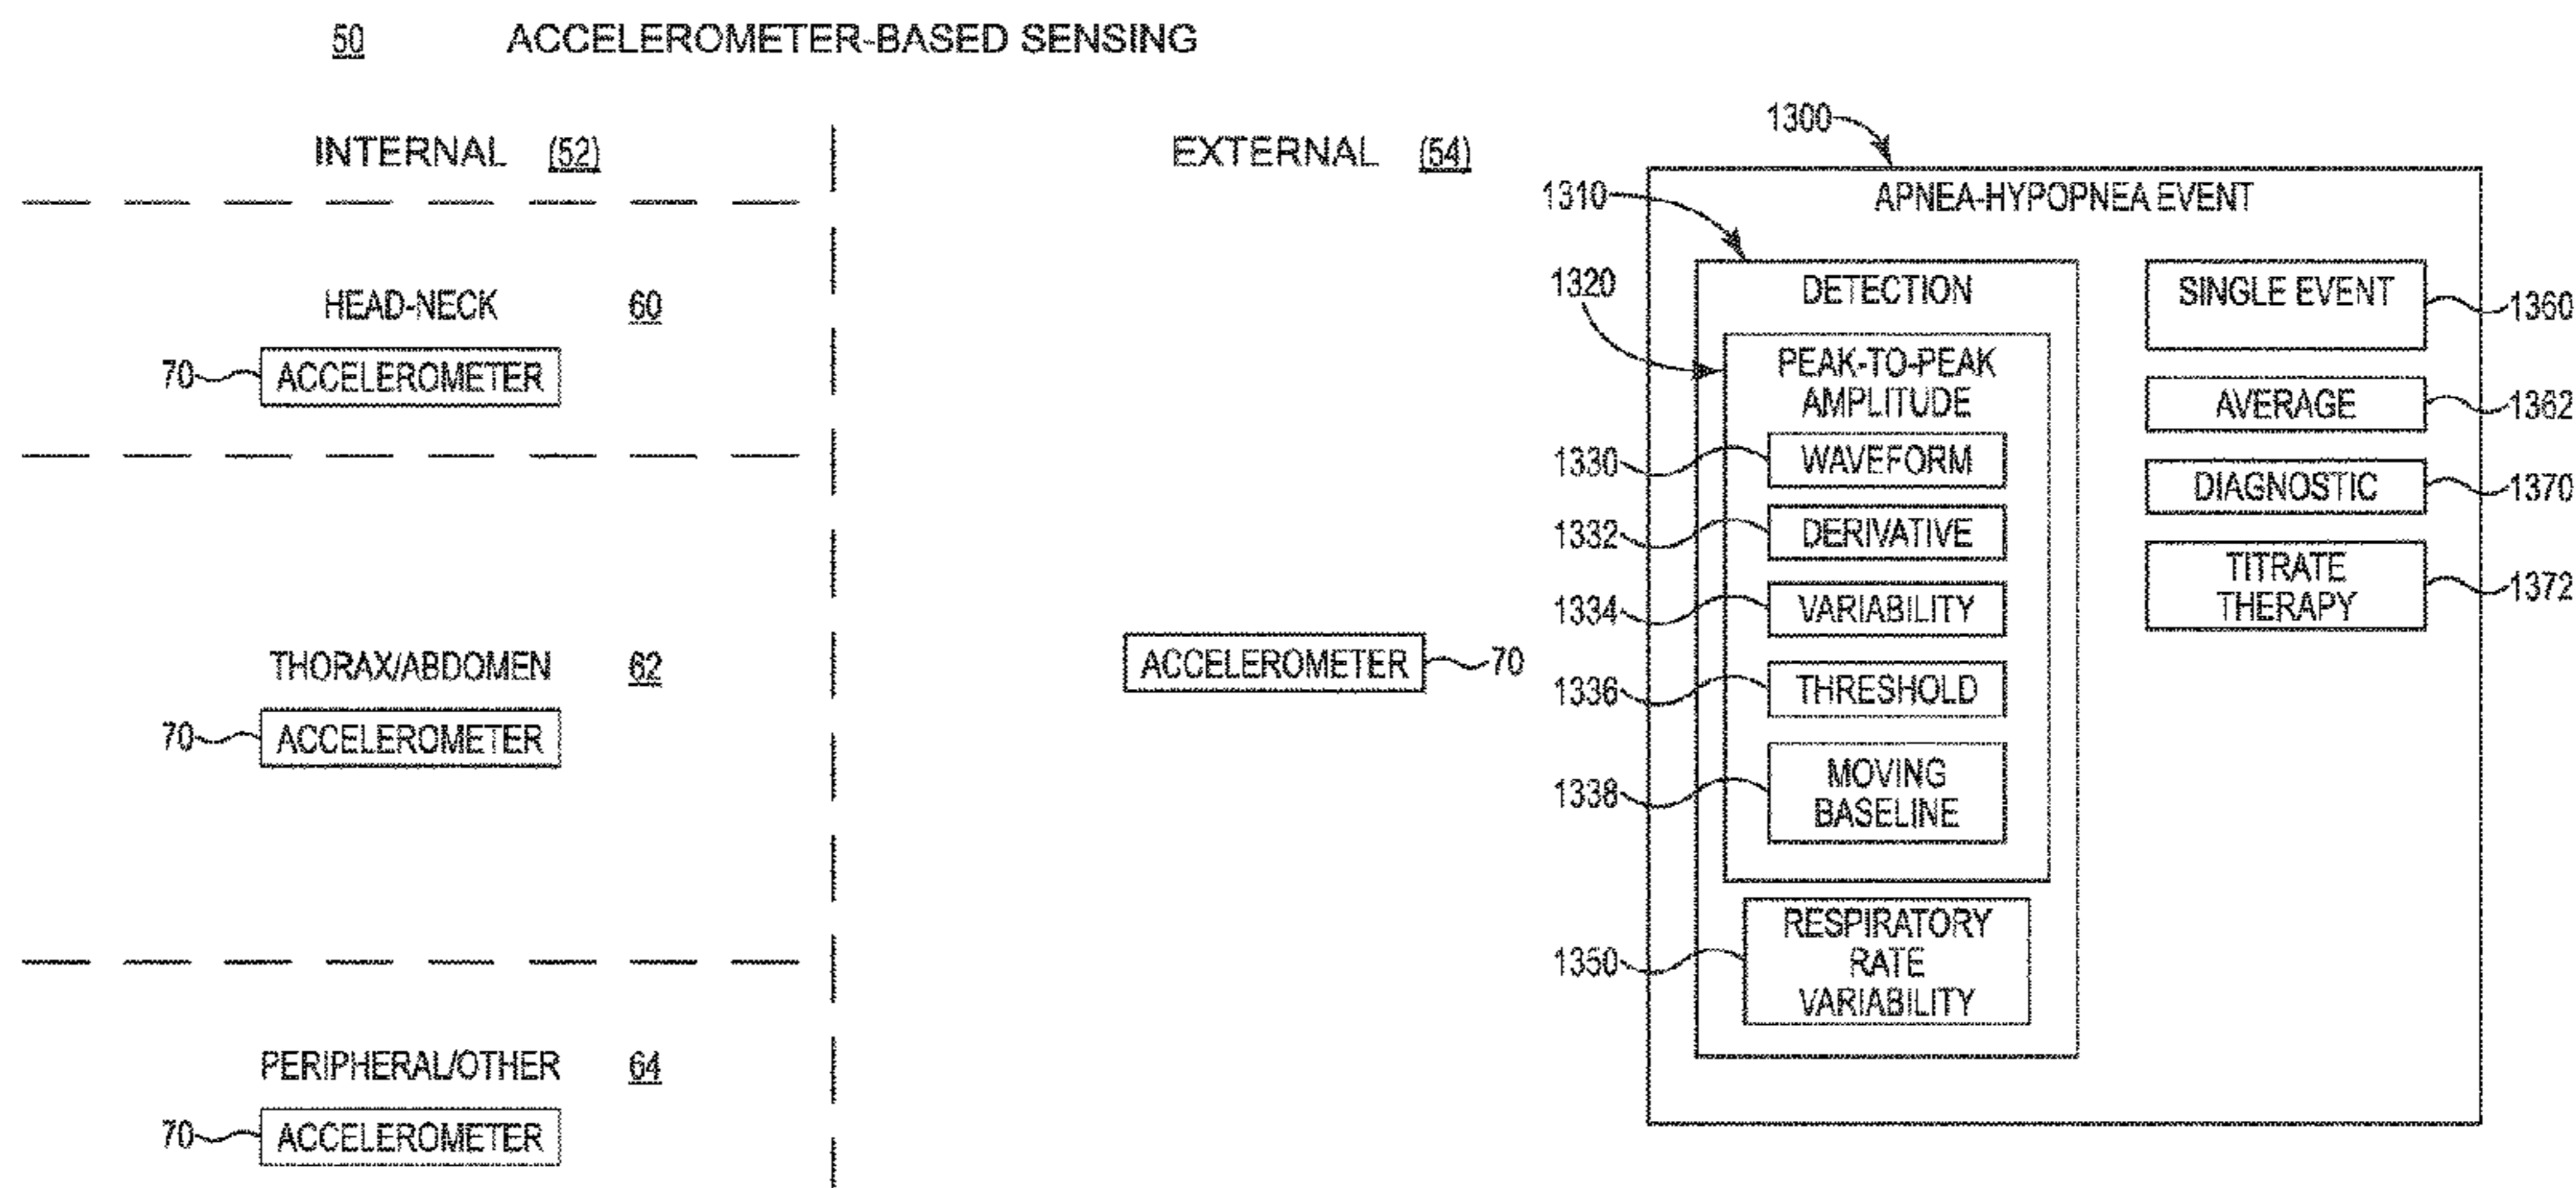 50 ACCELEROMETER-BASED SENSING
INTERNAL (52)
HEAD-NECK 60
70 ACCELEROMETER
THORAX/ABDOMEN 62
70 ACCELEROMETER
PERIPHERAL/OTHER 64
70 ACCELEROMETER
EXTERNAL (54)
ACCELEROMETER 70
1300
APNEA-HYPOPNEA EVENT
1310
DETECTION
1320
PEAK-TO-PEAK
AMPLITUDE
1330 WAVEFORM
1332 DERIVATIVE
1334 VARIABILITY
1336 THRESHOLD
1338 MOVING
BASELINE
1350 RESPIRATORY
RATE
VARIABILITY
SINGLE EVENT 1360
AVERAGE 1362
DIAGNOSTIC 1370
TITRATE
THERAPY 1372